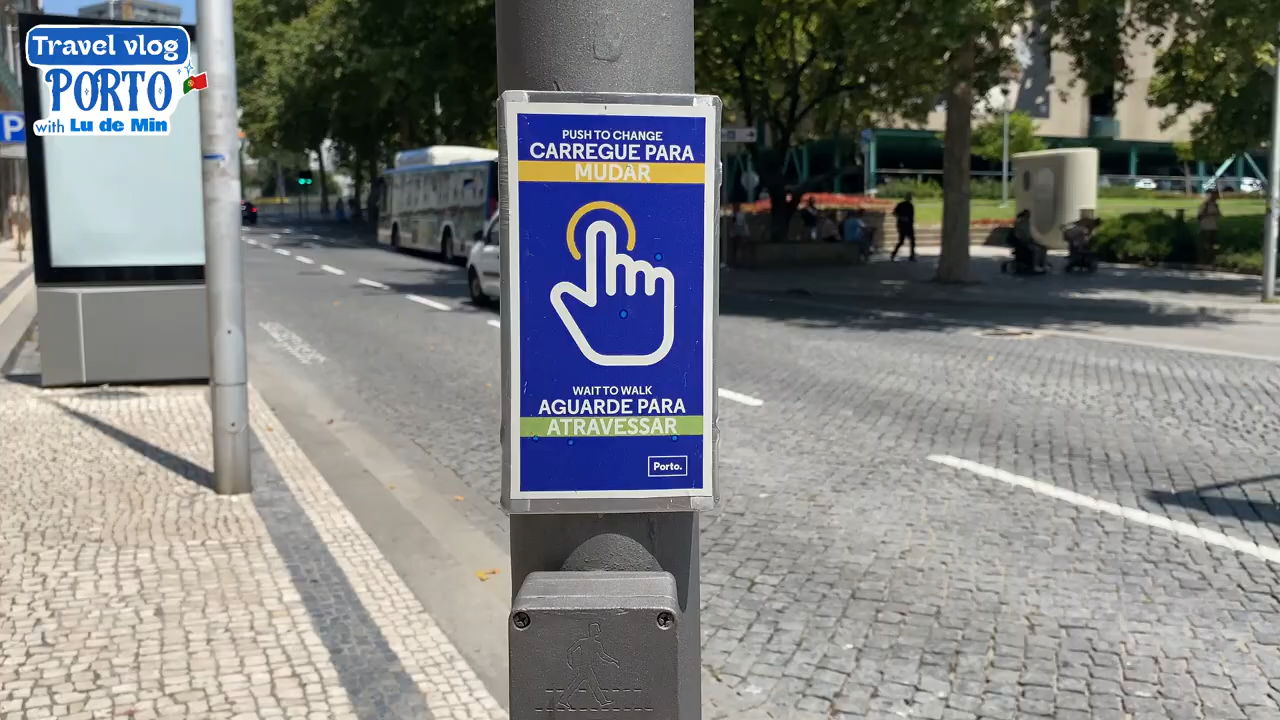 Travel vlog
PORTO
with Lu de Min
P
PUSH TO CHANGE
CARREGUE PARA
MUDAR
WAIT TO WALK
AGUARDE PARA
ATRAVESSAR
Porto.